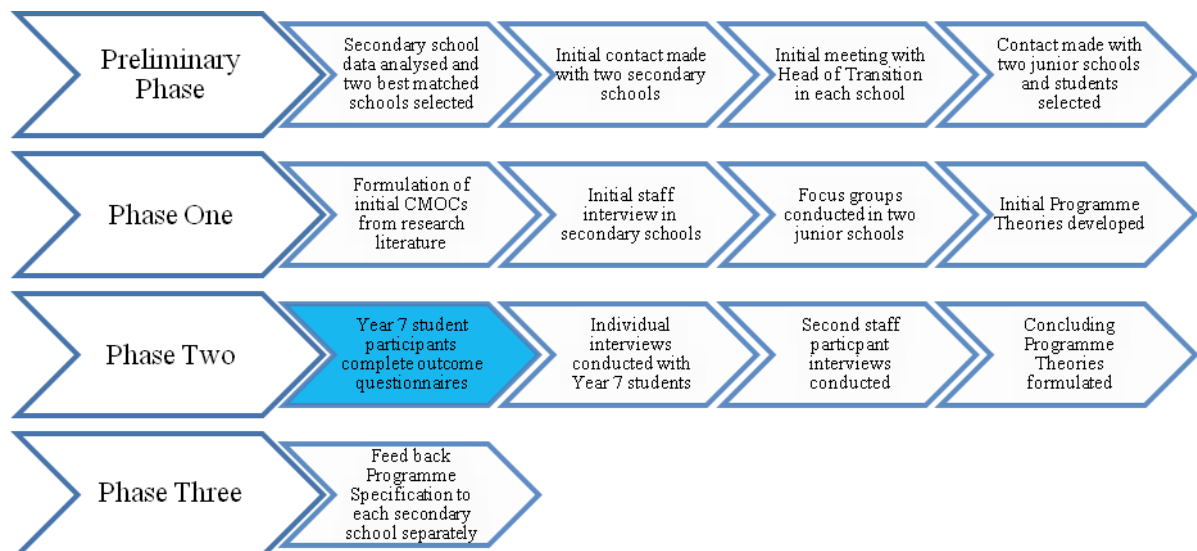 Preliminary
Phase
Secondary school
data analysed and
two best matched
schools selected
Initial contact made
with two secondary
schools
Initial meeting with
Head of Transition
in each school
Contact made with
two junior schools
and students
selected
Phase One
Formulation of
initial CMOCs
from research
literature
Initial staff
interview in
secondary schools
Focus groups
conducted in two
junior schools
Initial Programme
Theories developed
Phase Two
Year 7 student
participants
complete outcome
questionnaires
Individual
interviews
conducted with
Year 7 students
Second staff
particpant
interviews
conducted
Concluding
Programme
Theories
formulated
Phase Three
Feed back
Programme
Specification to
each secondary
school separately